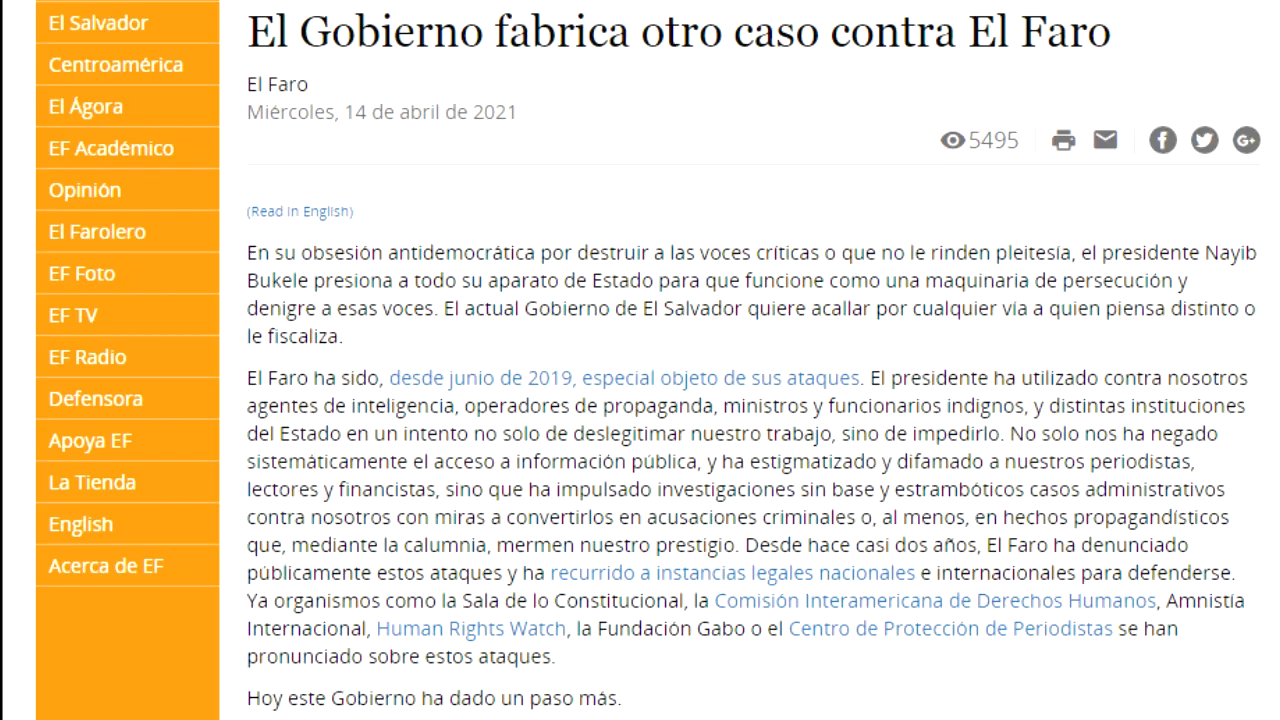 El Salvador
Centroamérica
El Ágora
EF Académico
Opinión
El Farolero
EF Foto
EF TV
EF Radio
Defensora
Apoya EF
La Tienda
English
Acerca de EF
El Gobierno fabrica otro caso contra El Faro
El Faro
Miércoles, 14 de abril de 2021
5495
(Read in English)
En su obsesión antidemocrática por destruir a las voces críticas o que no le rinden pleitesía, el presidente Nayib
Bukele presiona a todo su aparato de Estado para que funcione como una maquinaria de persecución y
denigre a esas voces. El actual Gobierno de El Salvador quiere acallar por cualquier vía a quien piensa distinto o
le fiscaliza.
El Faro ha sido, desde junio de 2019, especial objeto de sus ataques. El presidente ha utilizado contra nosotros
agentes de inteligencia, operadores de propaganda, ministros y funcionarios indignos, y distintas instituciones
del Estado en un intento no solo de deslegitimar nuestro trabajo, sino de impedirlo. No solo nos ha negado
sistemáticamente el acceso a información pública, y ha estigmatizado y difamado a nuestros periodistas,
lectores y financistas, sino que ha impulsado investigaciones sin base y estrambóticos casos administrativos
contra nosotros con miras a convertirlos en acusaciones criminales o, al menos, en hechos propagandísticos
que, mediante la calumnia, mermen nuestro prestigio. Desde hace casi dos años, El Faro ha denunciado
públicamente estos ataques y ha recurrido a instancias legales nacionales e internacionales para defenderse.
Ya organismos como la Sala de lo Constitucional, la Comisión Interamericana de Derechos Humanos, Amnistía
Internacional, Human Rights Watch, la Fundación Gabo o el Centro de Protección de Periodistas se han
pronunciado sobre estos ataques.
Hoy este Gobierno ha dado un paso más.